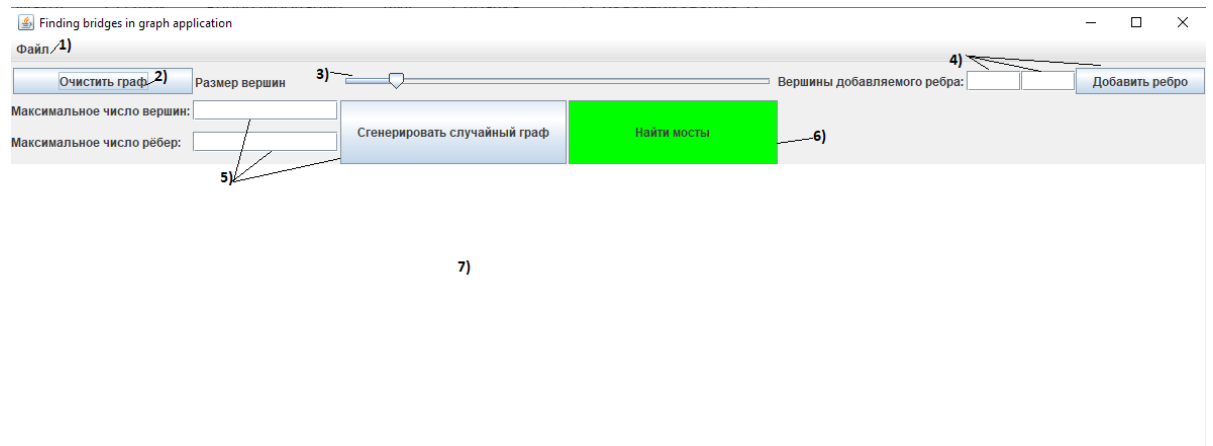 Finding bridges in graph application
Файл 1)
Очистить граф 2) Размер вершин 3) Вершины добавляемого ребра: 4) Добавить ребро
Максимальное число вершин:
Сгенерировать случайный граф Найти мосты 6)
Максимальное число рёбер:
5)
7)